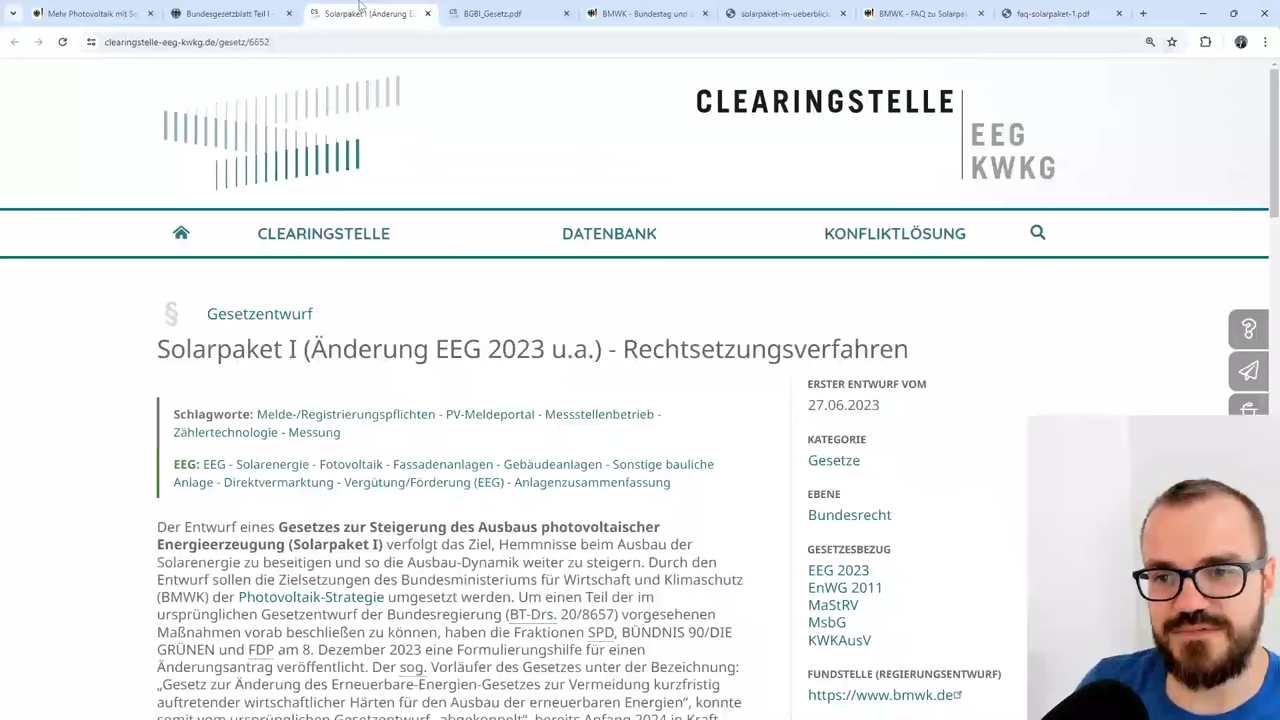 Mehr Photovoltaik mit So
Bundesgesetzblatt Teil I -
Solarpaket I (Änderung E
BGBl_Gesetz.pdf
BMWK - Bundestag und
solarpaket-im-ueberblick.
BMWK - FAQ zu Solarpa
faq-solarpaket-1.pdf
clearingstelle-eeg-kwkg.de/gesetz/6652
CLEARINGSTELLE
EEG
KWKG
CLEARINGSTELLE
DATENBANK
KONFLIKTLÖSUNG
§ Gesetzentwurf
Solarpaket I (Änderung EEG 2023 u.a.) - Rechtsetzungsverfahren
Schlagworte: Melde-/Registrierungspflichten - PV-Meldeportal - Messstellenbetrieb -
Zählertechnologie - Messung
EEG: EEG - Solarenergie - Fotovoltaik - Fassadenanlagen - Gebäudeanlagen - Sonstige bauliche
Anlage - Direktvermarktung - Vergütung/Förderung (EEG) - Anlagenzusammenfassung
Der Entwurf eines Gesetzes zur Steigerung des Ausbaus photovoltaischer
Energieerzeugung (Solarpaket I) verfolgt das Ziel, Hemmnisse beim Ausbau der
Solarenergie zu beseitigen und so die Ausbau-Dynamik weiter zu steigern. Durch den
Entwurf sollen die Zielsetzungen des Bundesministeriums für Wirtschaft und Klimaschutz
(BMWK) der Photovoltaik-Strategie umgesetzt werden. Um einen Teil der im
ursprünglichen Gesetzentwurf der Bundesregierung (BT-Drs. 20/8657) vorgesehenen
Maßnahmen vorab beschließen zu können, haben die Fraktionen SPD, BÜNDNIS 90/DIE
GRÜNEN und FDP am 8. Dezember 2023 eine Formulierungshilfe für einen
Änderungsantrag veröffentlicht. Der sog. Vorläufer des Gesetzes unter der Bezeichnung:
„Gesetz zur Änderung des Erneuerbare-Energien-Gesetzes zur Vermeidung kurzfristig
auftretender wirtschaftlicher Härten für den Ausbau der erneuerbaren Energien“, konnte
somit vom ursprünglichen Gesetzentwurf „abgekoppelt“, bereits Anfang 2024 in Kraft
ERSTER ENTWURF VOM
27.06.2023
KATEGORIE
Gesetze
EBENE
Bundesrecht
GESETZESBEZUG
EEG 2023
EnWG 2011
MaStRV
MsbG
KWKAusV
FUNDSTELLE (REGIERUNGSENTWURF)
https://www.bmwk.de